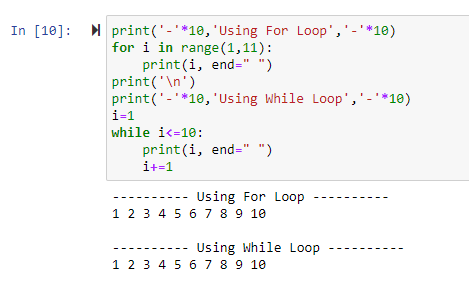 In [10]: print('-'*10,'Using For Loop','-'*10)
for i in range(1,11):
    print(i, end=" ")
print('\n')
print('-'*10,'Using While Loop','-'*10)
i=1
while i<=10:
    print(i, end=" ")
    i+=1
---------- Using For Loop ----------
1 2 3 4 5 6 7 8 9 10
---------- Using While Loop ----------
1 2 3 4 5 6 7 8 9 10